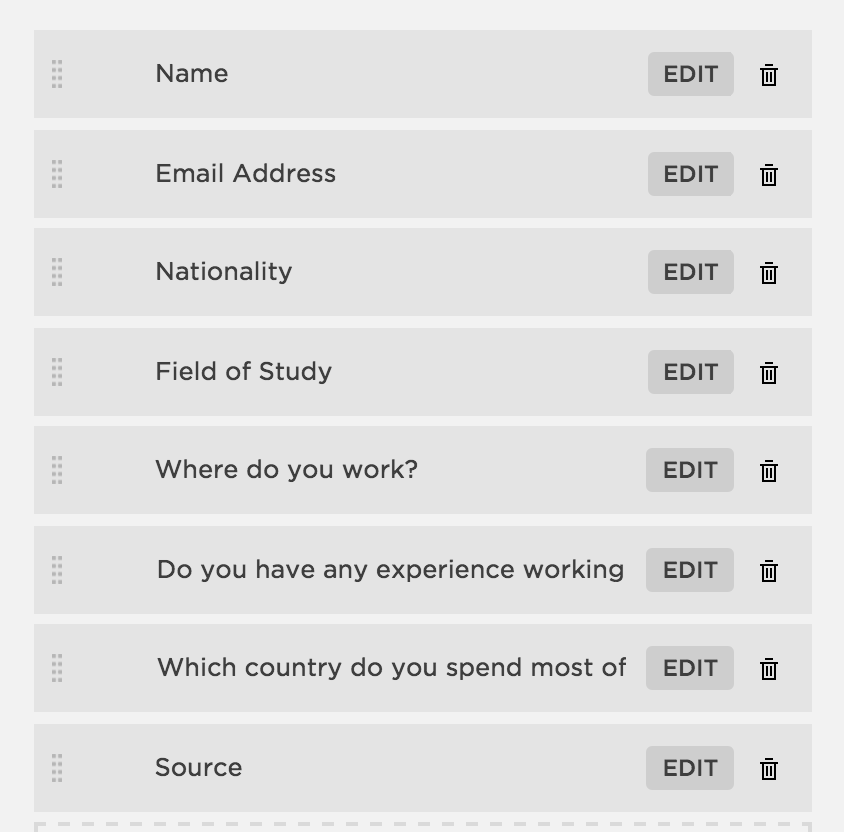 Name EDIT
Email Address EDIT
Nationality EDIT
Field of Study EDIT
Where do you work? EDIT
Do you have any experience working EDIT
Which country do you spend most of EDIT
Source EDIT